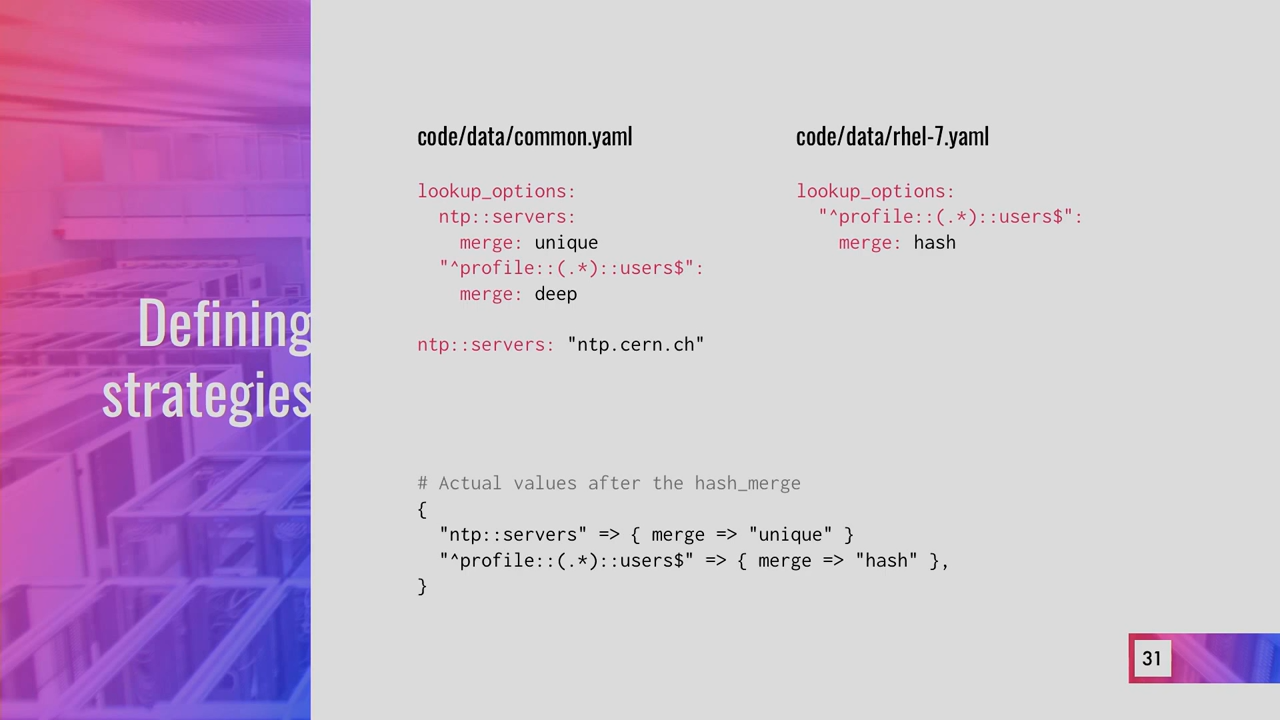 Defining
strategies
code/data/common.yaml
lookup_options:
  ntp::servers:
    merge: unique
  "^profile::(.*)::users$":
    merge: deep
ntp::servers: "ntp.cern.ch"
code/data/rhel-7.yaml
lookup_options:
  "^profile::(.*)::users$":
    merge: hash
# Actual values after the hash_merge
{
  "ntp::servers" => { merge => "unique" }
  "^profile::(.*)::users$" => { merge => "hash" },
}
31